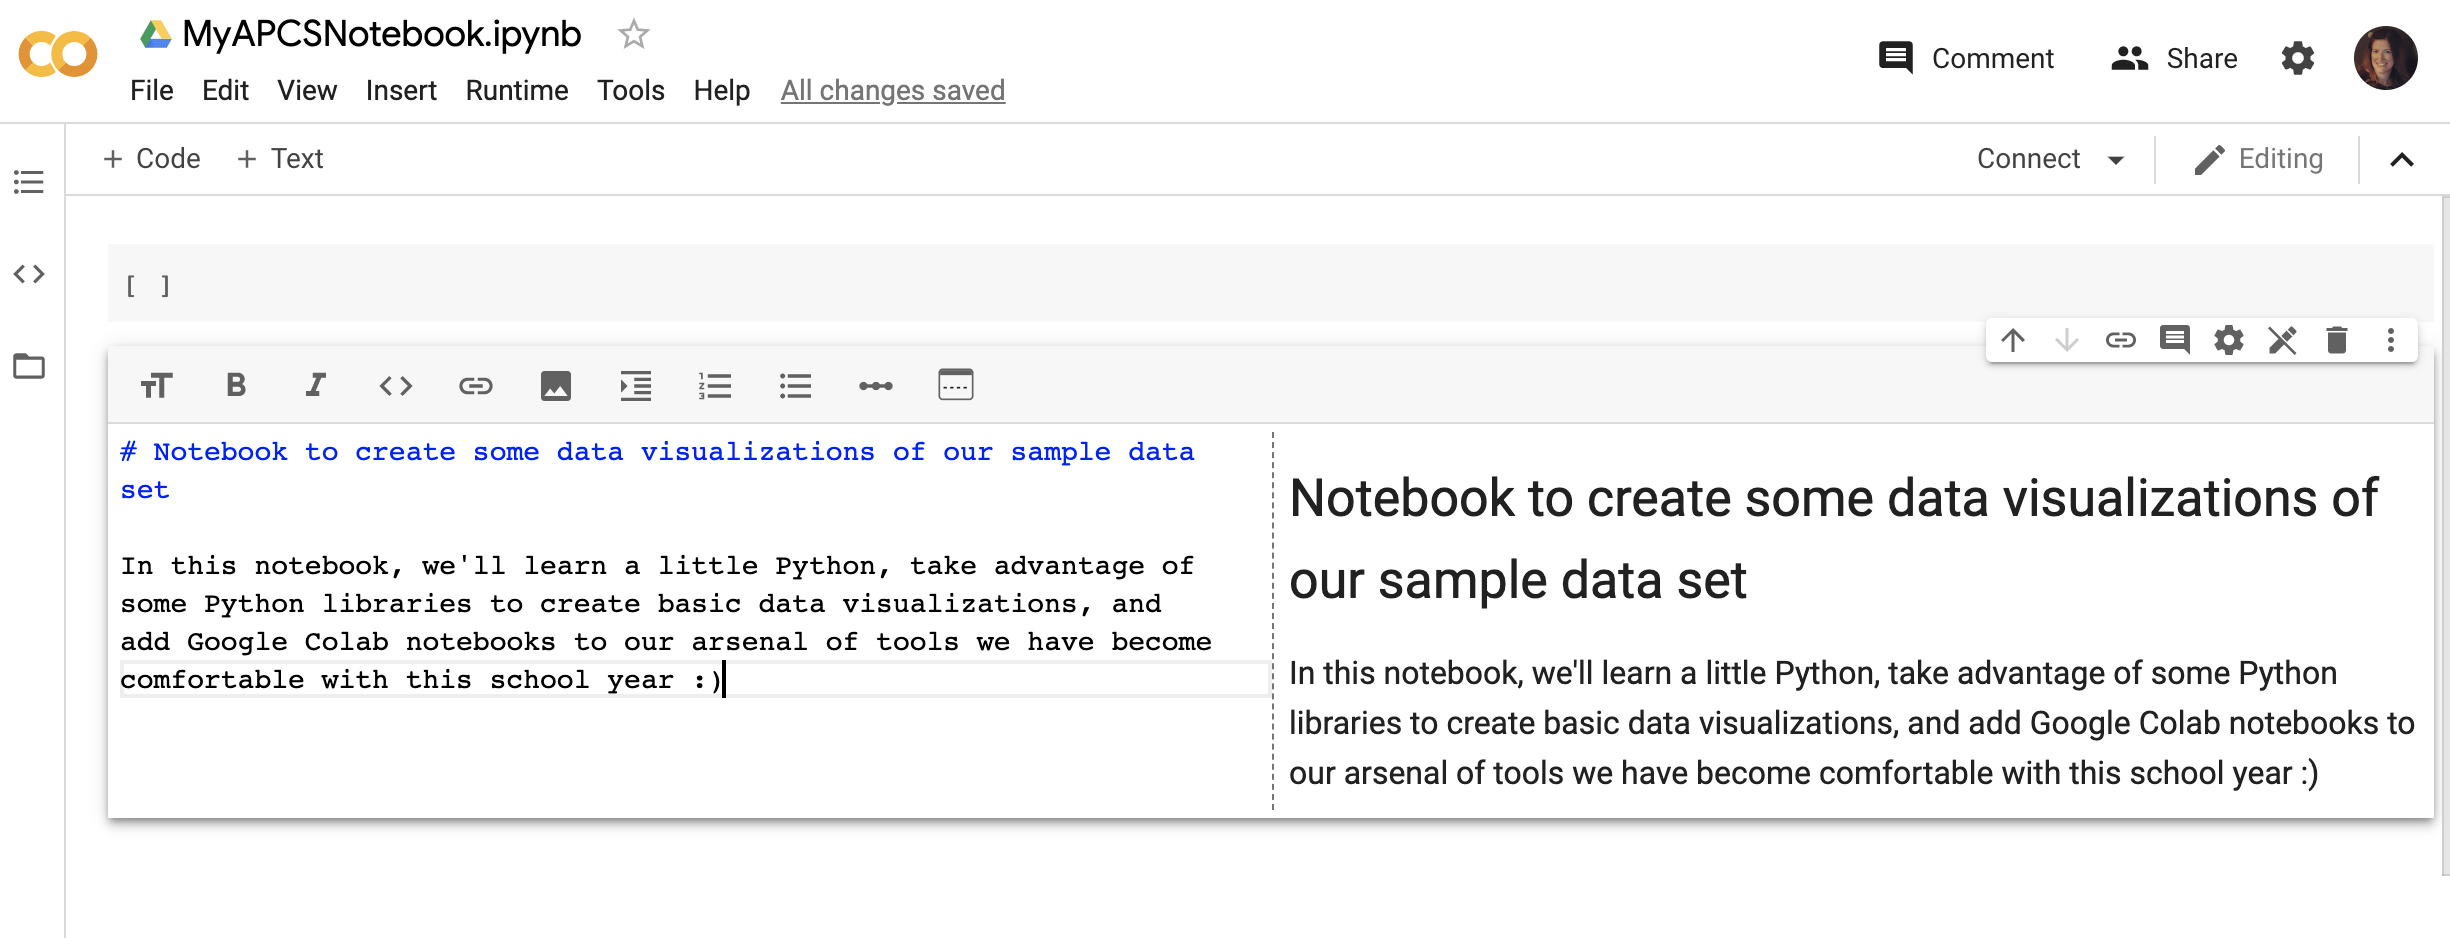 MyAPCSNotebook.ipynb
File Edit View Insert Runtime Tools Help All changes saved
Comment Share
+ Code + Text
Connect Editing
[ ]
# Notebook to create some data visualizations of our sample data
set
In this notebook, we'll learn a little Python, take advantage of
some Python libraries to create basic data visualizations, and
add Google Colab notebooks to our arsenal of tools we have become
comfortable with this school year :)
Notebook to create some data visualizations of
our sample data set
In this notebook, we'll learn a little Python, take advantage of some Python
libraries to create basic data visualizations, and add Google Colab notebooks to
our arsenal of tools we have become comfortable with this school year :)